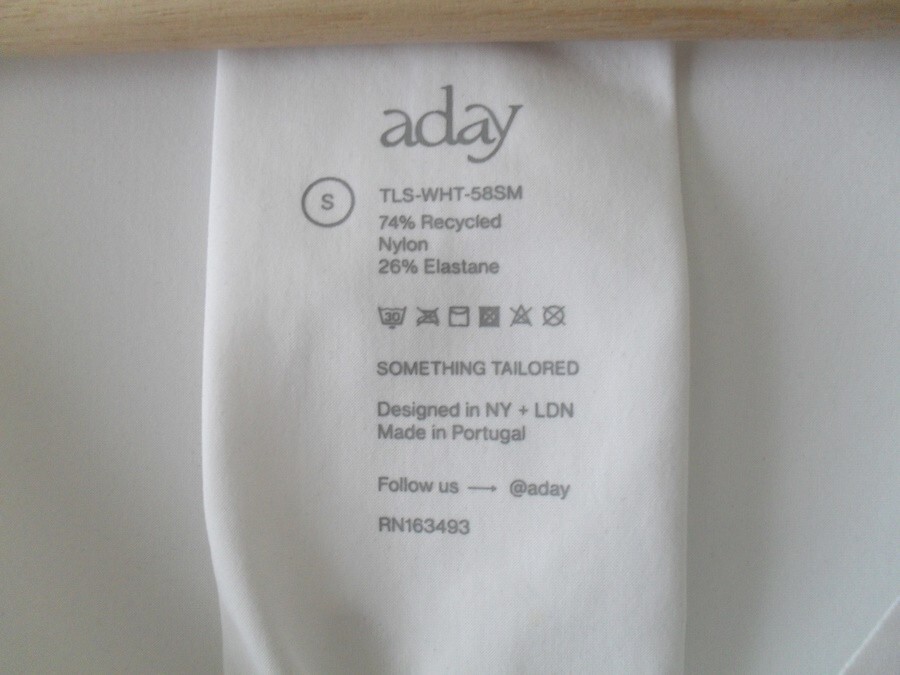 aday
S
TLS-WHT-58SM
74% Recycled
Nylon
26% Elastane
30
SOMETHING TAILORED
Designed in NY + LDN
Made in Portugal
Follow us → @aday
RN163493